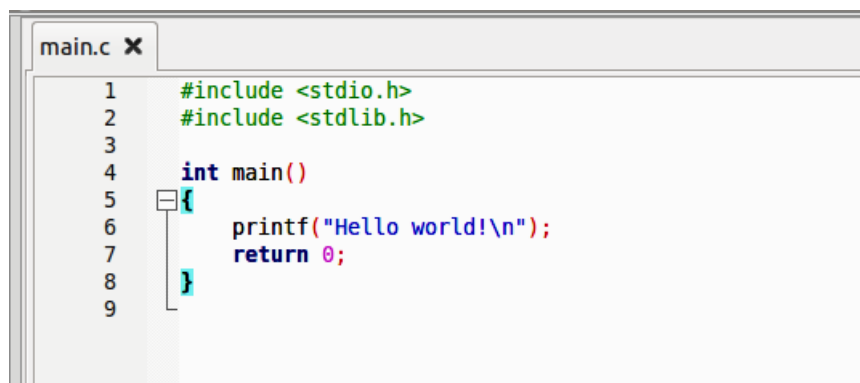 main.c ✖
1 #include <stdio.h>
2 #include <stdlib.h>
3
4 int main()
5 {
6     printf("Hello world!\n");
7     return 0;
8 }
9